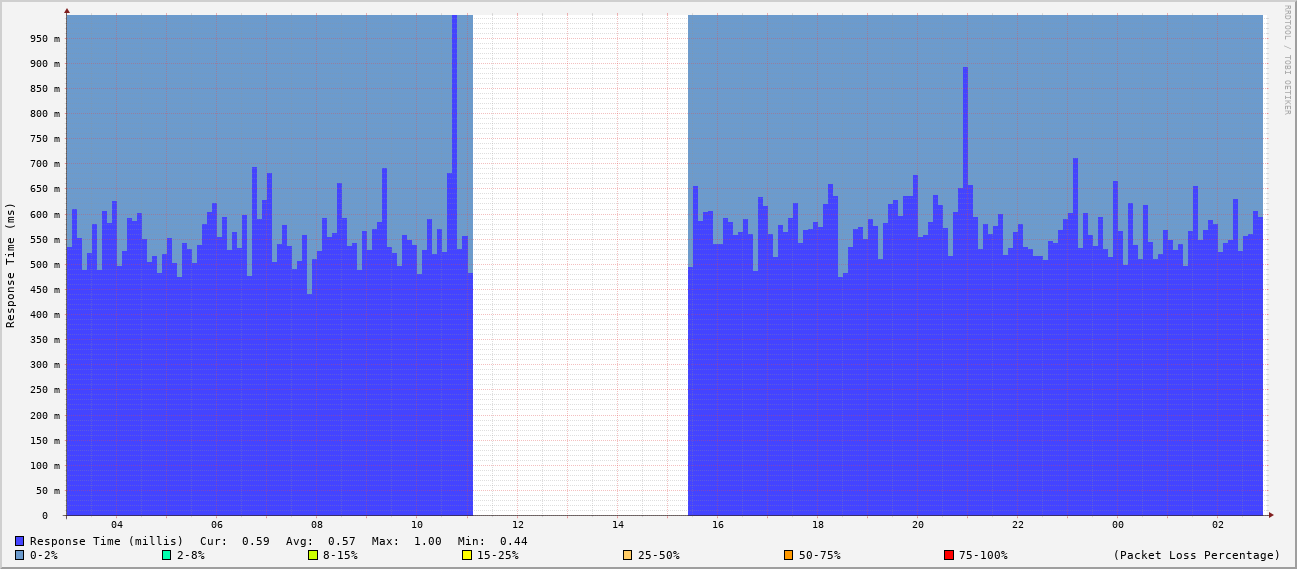 RRDTOOL / TOBI OETIKER
Response Time (ms)
950 m
900 m
850 m
800 m
750 m
700 m
650 m
600 m
550 m
500 m
450 m
400 m
350 m
300 m
250 m
200 m
150 m
100 m
50 m
0
04 06 08 10 12 14 16 18 20 22 00 02
Response Time (millis) Cur: 0.59 Avg: 0.57 Max: 1.00 Min: 0.44
0-2% 2-8% 8-15% 15-25% 25-50% 50-75% 75-100% (Packet Loss Percentage)